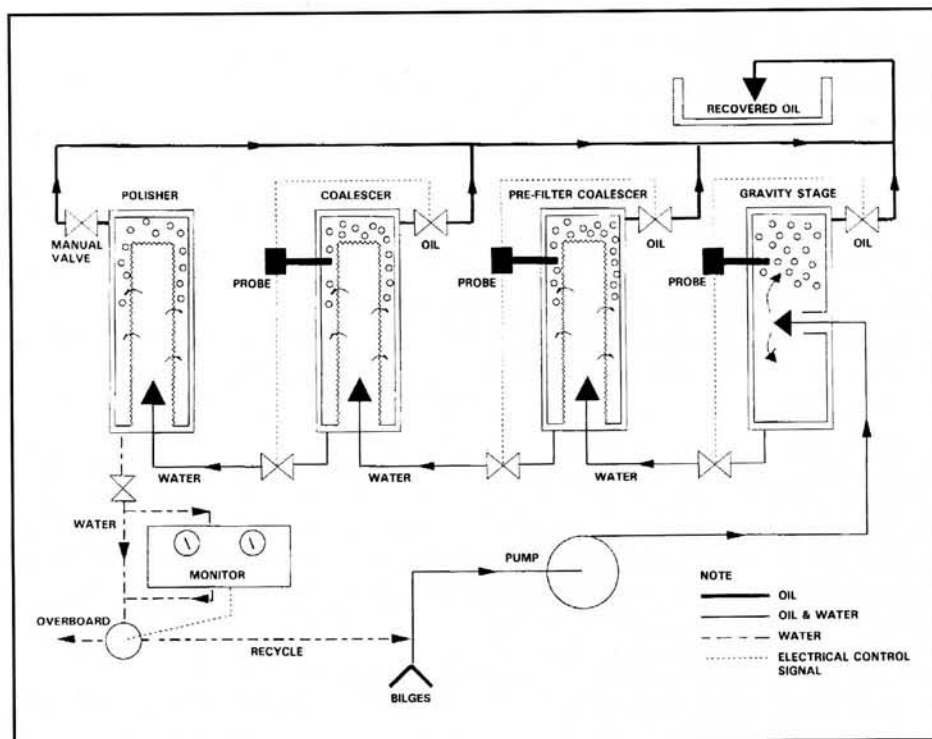 RECOVERED OIL
POLISHER
COALESCER
PRE-FILTER COALESCER
GRAVITY STAGE
MANUAL
VALVE
OIL
OIL
OIL
PROBE
PROBE
PROBE
WATER
WATER
WATER
WATER
MONITOR
PUMP
OVERBOARD
RECYCLE
BILGES
NOTE
OIL
OIL & WATER
WATER
ELECTRICAL CONTROL
SIGNAL